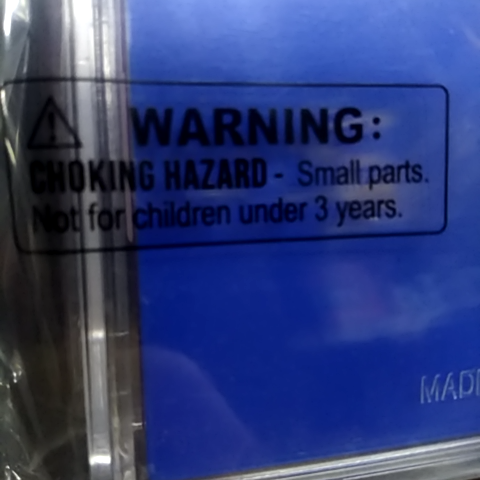 WARNING:
CHOKING HAZARD - Small parts.
Not for children under 3 years.